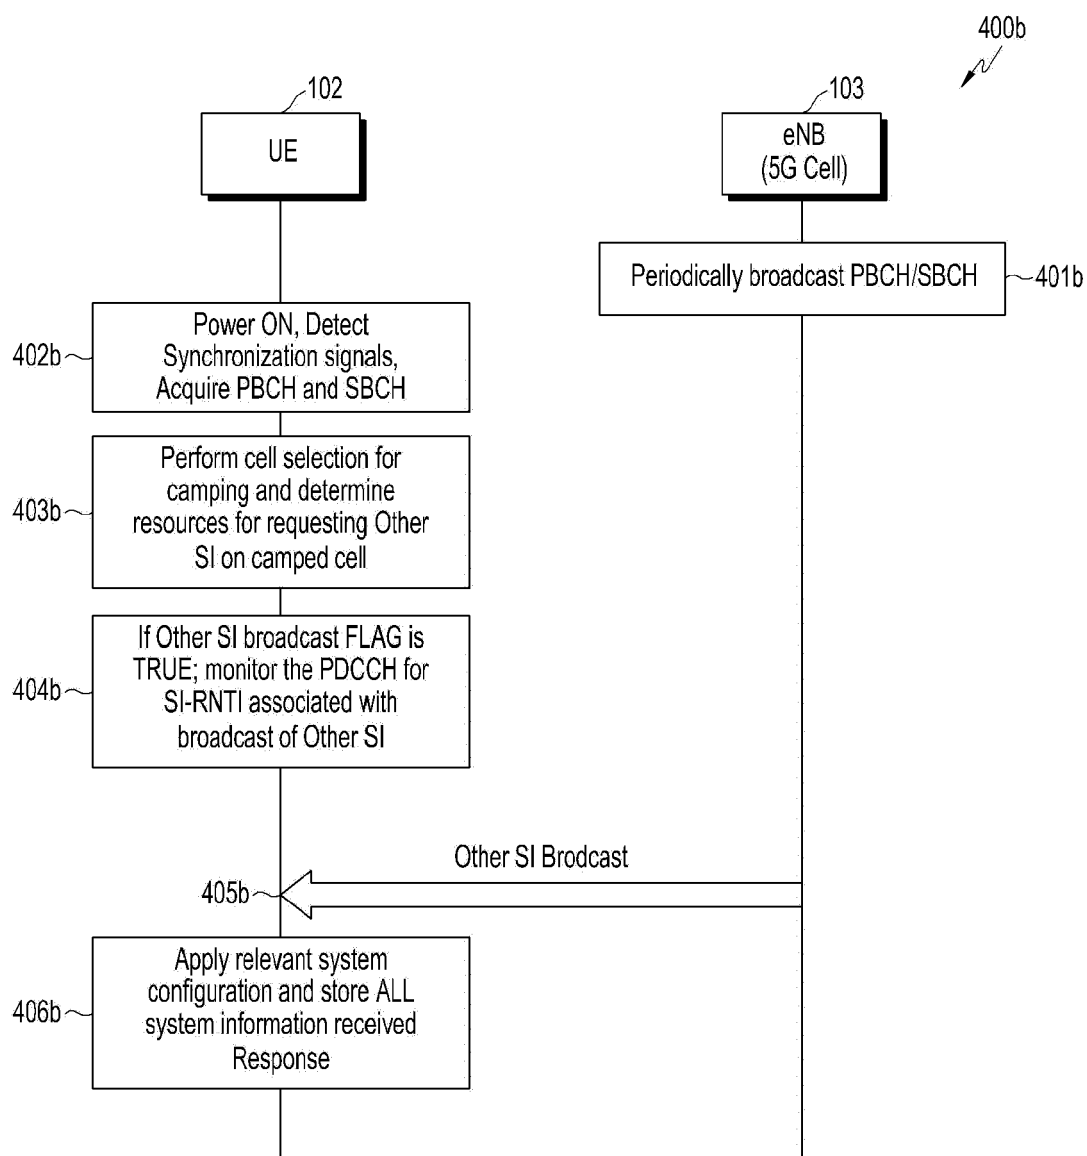 400b
102
103
UE
eNB
(5G Cell)
Periodically broadcast PBCH/SBCH
401b
402b
Power ON, Detect
Synchronization signals,
Acquire PBCH and SBCH
403b
Perform cell selection for
camping and determine
resources for requesting Other
SI on camped cell
404b
If Other SI broadcast FLAG is
TRUE; monitor the PDCCH for
SI-RNTI associated with
broadcast of Other SI
Other SI Brodcast
405b
406b
Apply relevant system
configuration and store ALL
system information received
Response